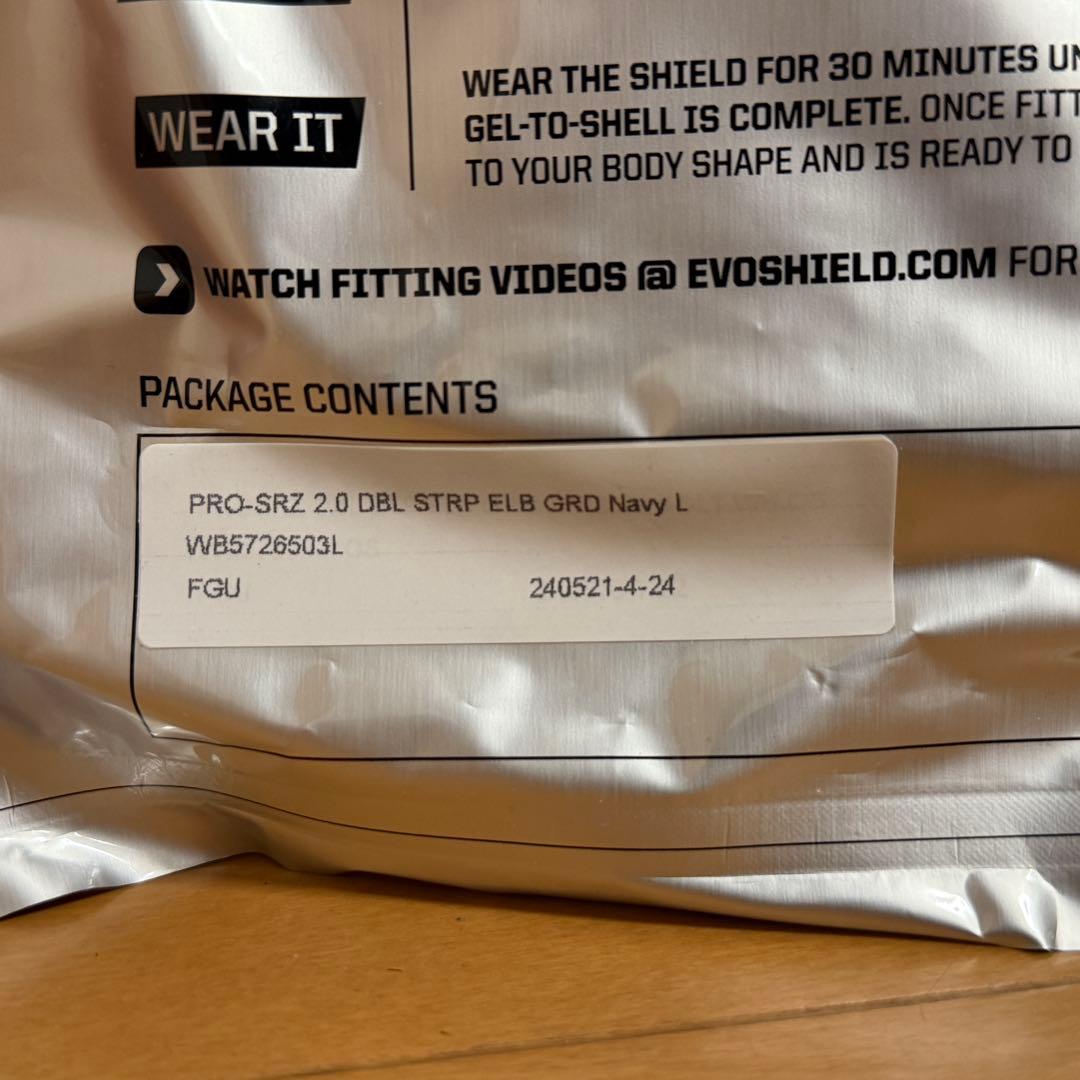 WEAR IT
WEAR THE SHIELD FOR 30 MINUTES
GEL-TO-SHELL IS COMPLETE. ONCE
TO YOUR BODY SHAPE AND IS READY TO
WATCH FITTING VIDEOS @ EVOSHIELD.COM FOR
PACKAGE CONTENTS
PRO-SRZ 2.0 DBL STRP ELB GRD Navy L
WB5726503L
FGU 240521-4-24